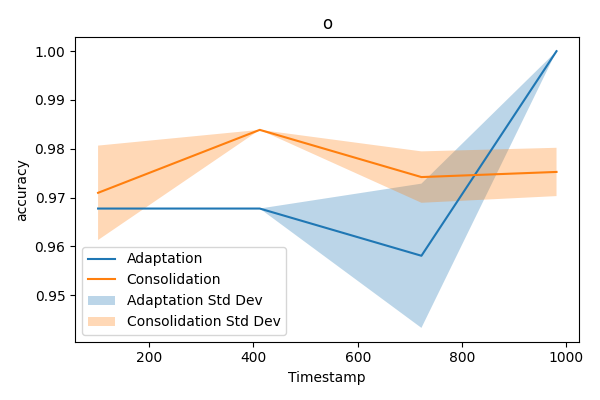 o
1.00
0.99
0.98
0.97
0.96
0.95
accuracy
Adaptation
Consolidation
Adaptation Std Dev
Consolidation Std Dev
200
400
600
800
1000
Timestamp